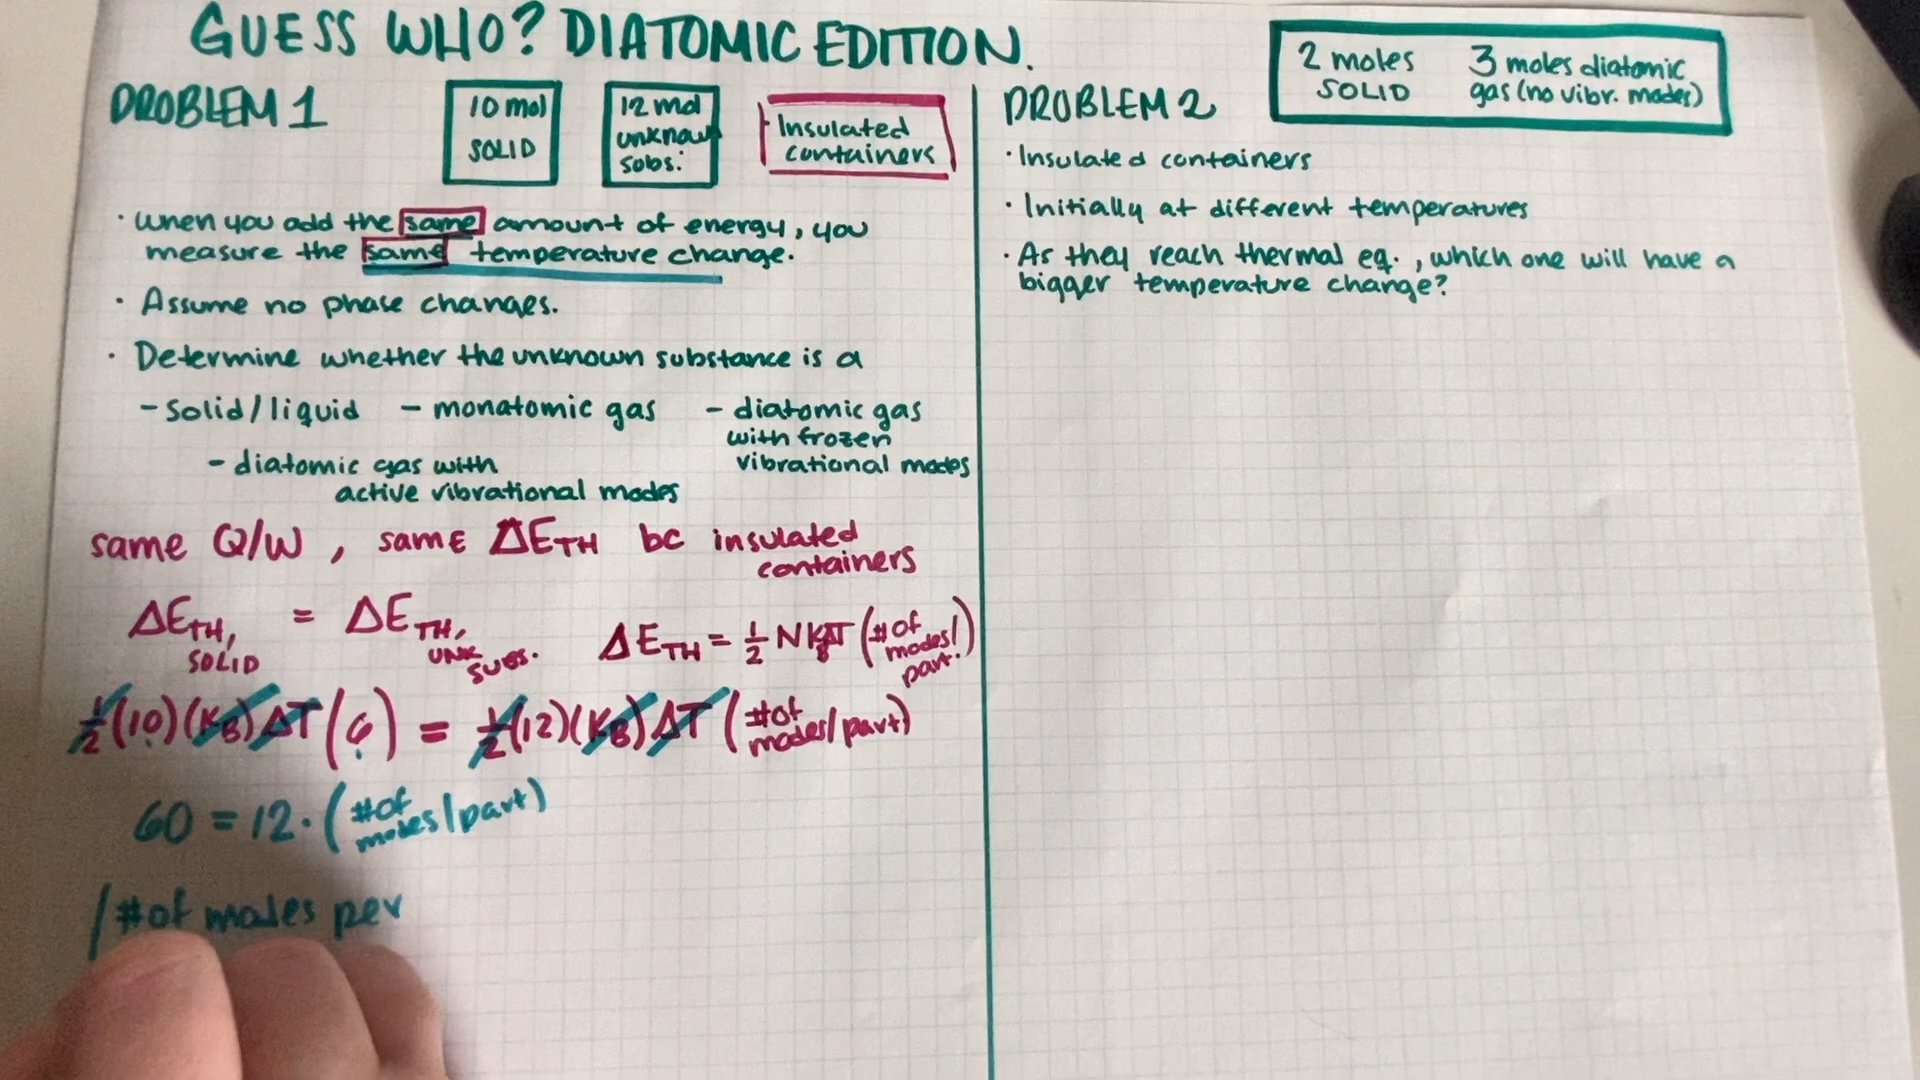 GUESS WHO? DIATOMIC EDITION.
PROBLEM 1
10 mol
SOLID
12 mol
unknown
subs.
Insulated
containers
· When you add the same amount of energy, you
measure the same temperature change.
· Assume no phase changes.
· Determine whether the unknown substance is a
- solid/liquid - monatomic gas - diatomic gas
with frozen
vibrational modes
- diatomic gas with
active vibrational modes
same Q/W, same ΔE_TH bc insulated
containers
ΔE_TH, SOLID = ΔE_TH, UNK SUBS.
ΔE_TH = 1/2 N K_B ΔT (# of modes/part.)
1/2 (10)(K_B) ΔT (6) = 1/2 (12)(K_B) ΔT (# of modes/part)
60 = 12 · (# of modes/part)
# of modes per
PROBLEM 2
2 moles
SOLID
3 moles diatomic
gas (no vibr. modes)
· Insulated containers
· Initially at different temperatures
· As they reach thermal eq., which one will have a
bigger temperature change?